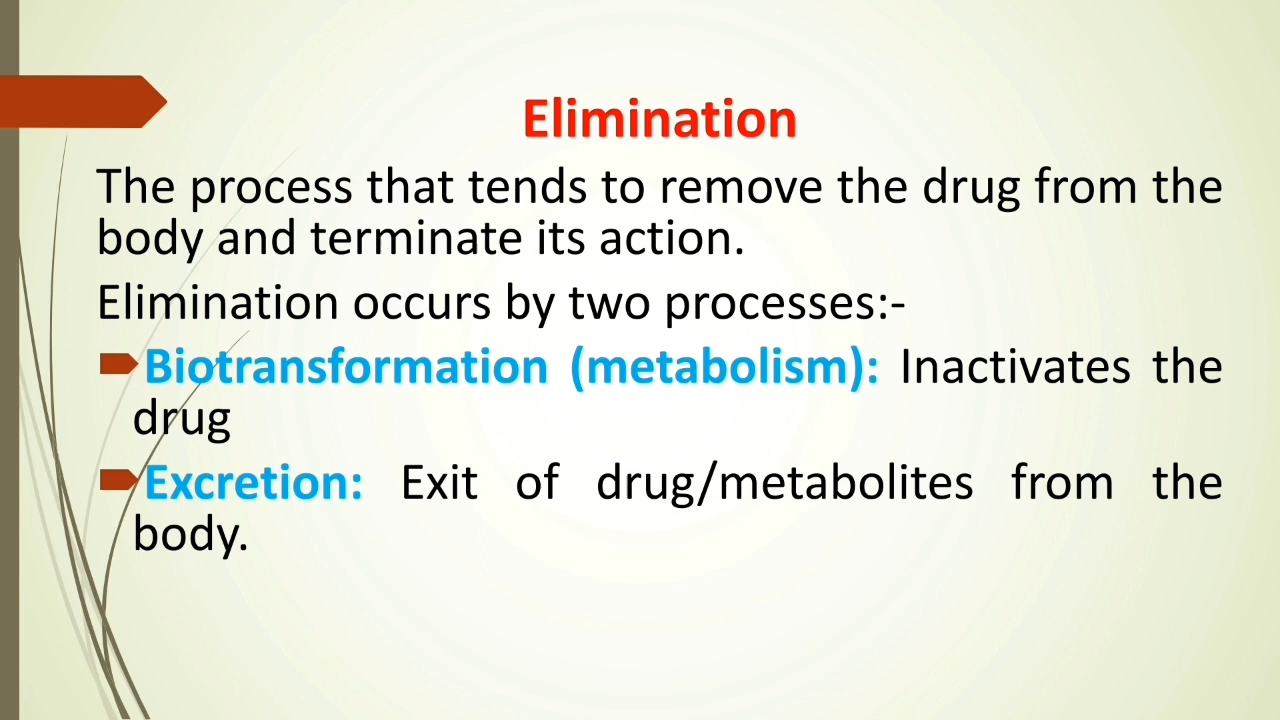 Elimination
The process that tends to remove the drug from the
body and terminate its action.
Elimination occurs by two processes:-
Biotransformation (metabolism): Inactivates the
drug
Excretion: Exit of drug/metabolites from the
body.